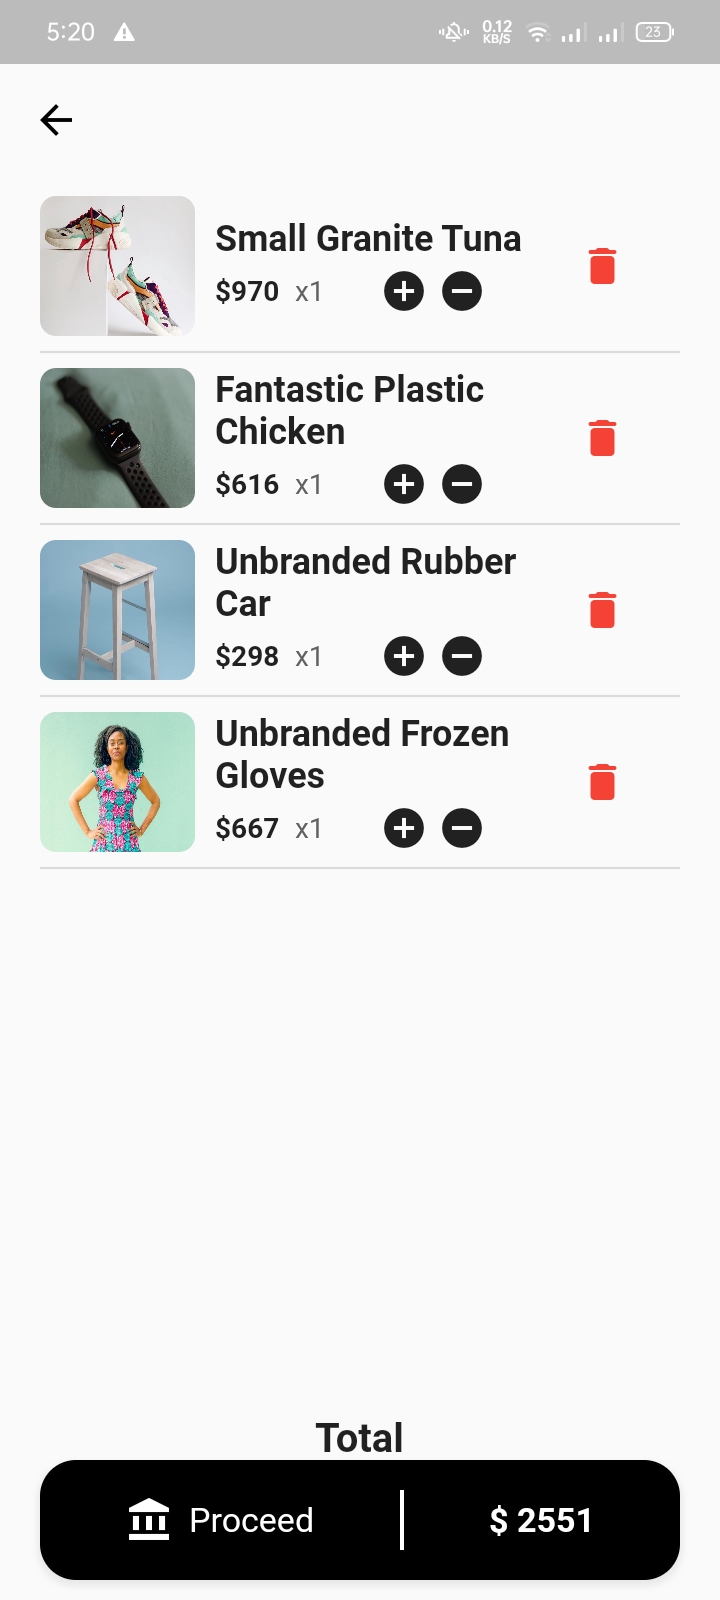 5:20 0.12 KB/S 23
Small Granite Tuna
$970 x1
Fantastic Plastic
Chicken
$616 x1
Unbranded Rubber
Car
$298 x1
Unbranded Frozen
Gloves
$667 x1
Total
Proceed $ 2551